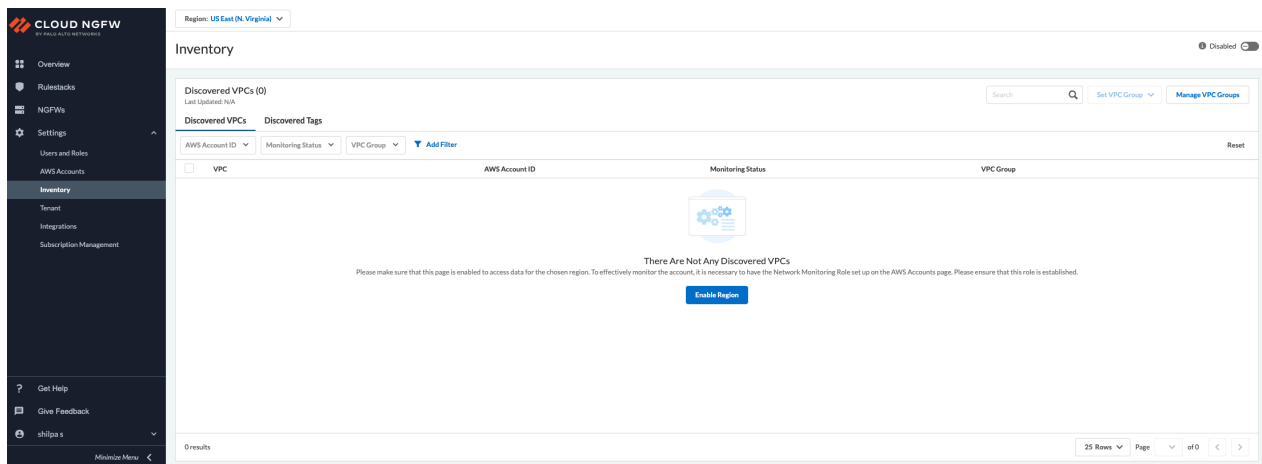 CLOUD NGFW
BY PALO ALTO NETWORKS
Overview
Rulestacks
NGFWs
Settings
Users and Roles
AWS Accounts
Inventory
Tenant
Integrations
Subscription Management
? Get Help
Give Feedback
shilpa s
Minimize Menu
Region: US East (N. Virginia)
Inventory
Disabled
Discovered VPCs (0)
Last Updated: N/A
Search
Set VPC Group
Manage VPC Groups
Discovered VPCs Discovered Tags
AWS Account ID Monitoring Status VPC Group Add Filter Reset
VPC AWS Account ID Monitoring Status VPC Group
There Are Not Any Discovered VPCs
Please make sure that this page is enabled to access data for the chosen region. To effectively monitor the account, it is necessary to have the Network Monitoring Role set up on the AWS Accounts page. Please ensure that this role is established.
Enable Region
0 results 25 Rows Page of 0